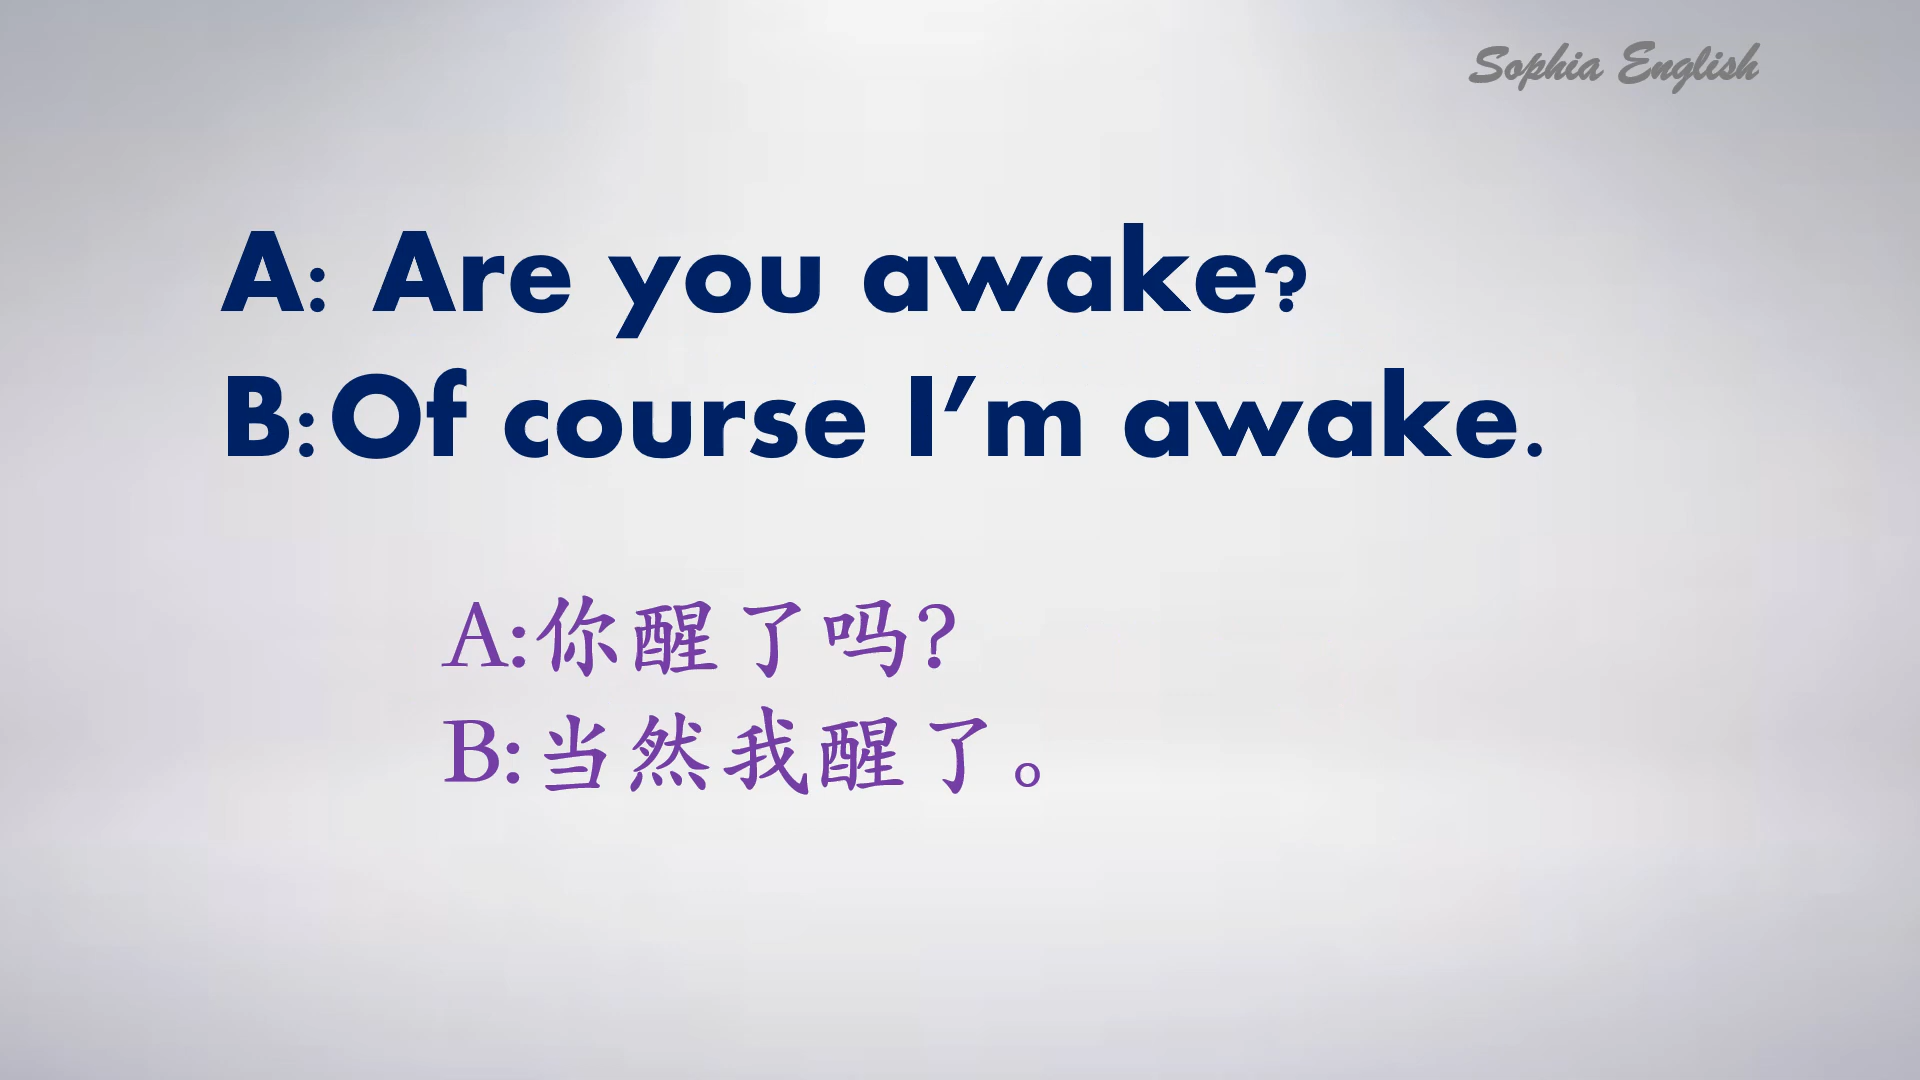 Sophia English
A: Are you awake?
B:Of course I’m awake.
A:你醒了吗?
B:当然我醒了。